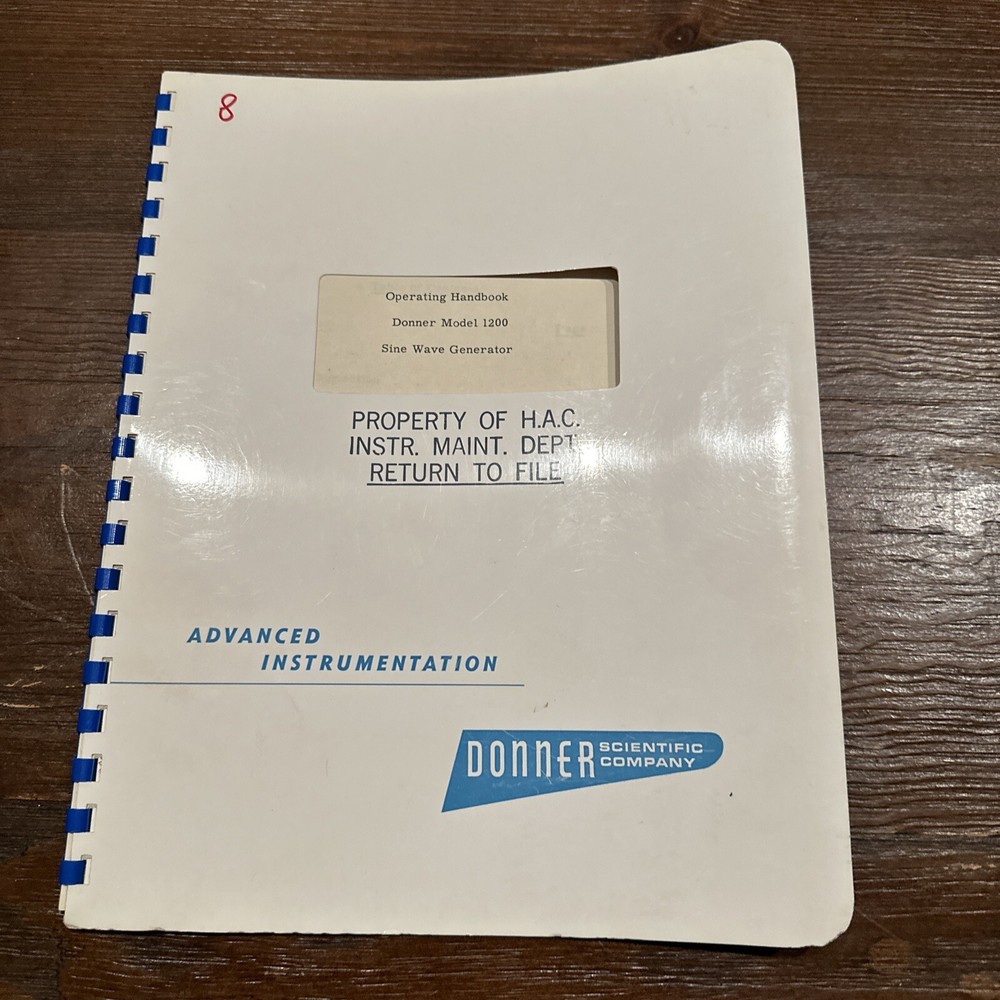 8
Operating Handbook
Donner Model 1200
Sine Wave Generator
PROPERTY OF H.A.C.
INSTR. MAINT. DEPT.
RETURN TO FILE
ADVANCED
INSTRUMENTATION
DONNER SCIENTIFIC
COMPANY